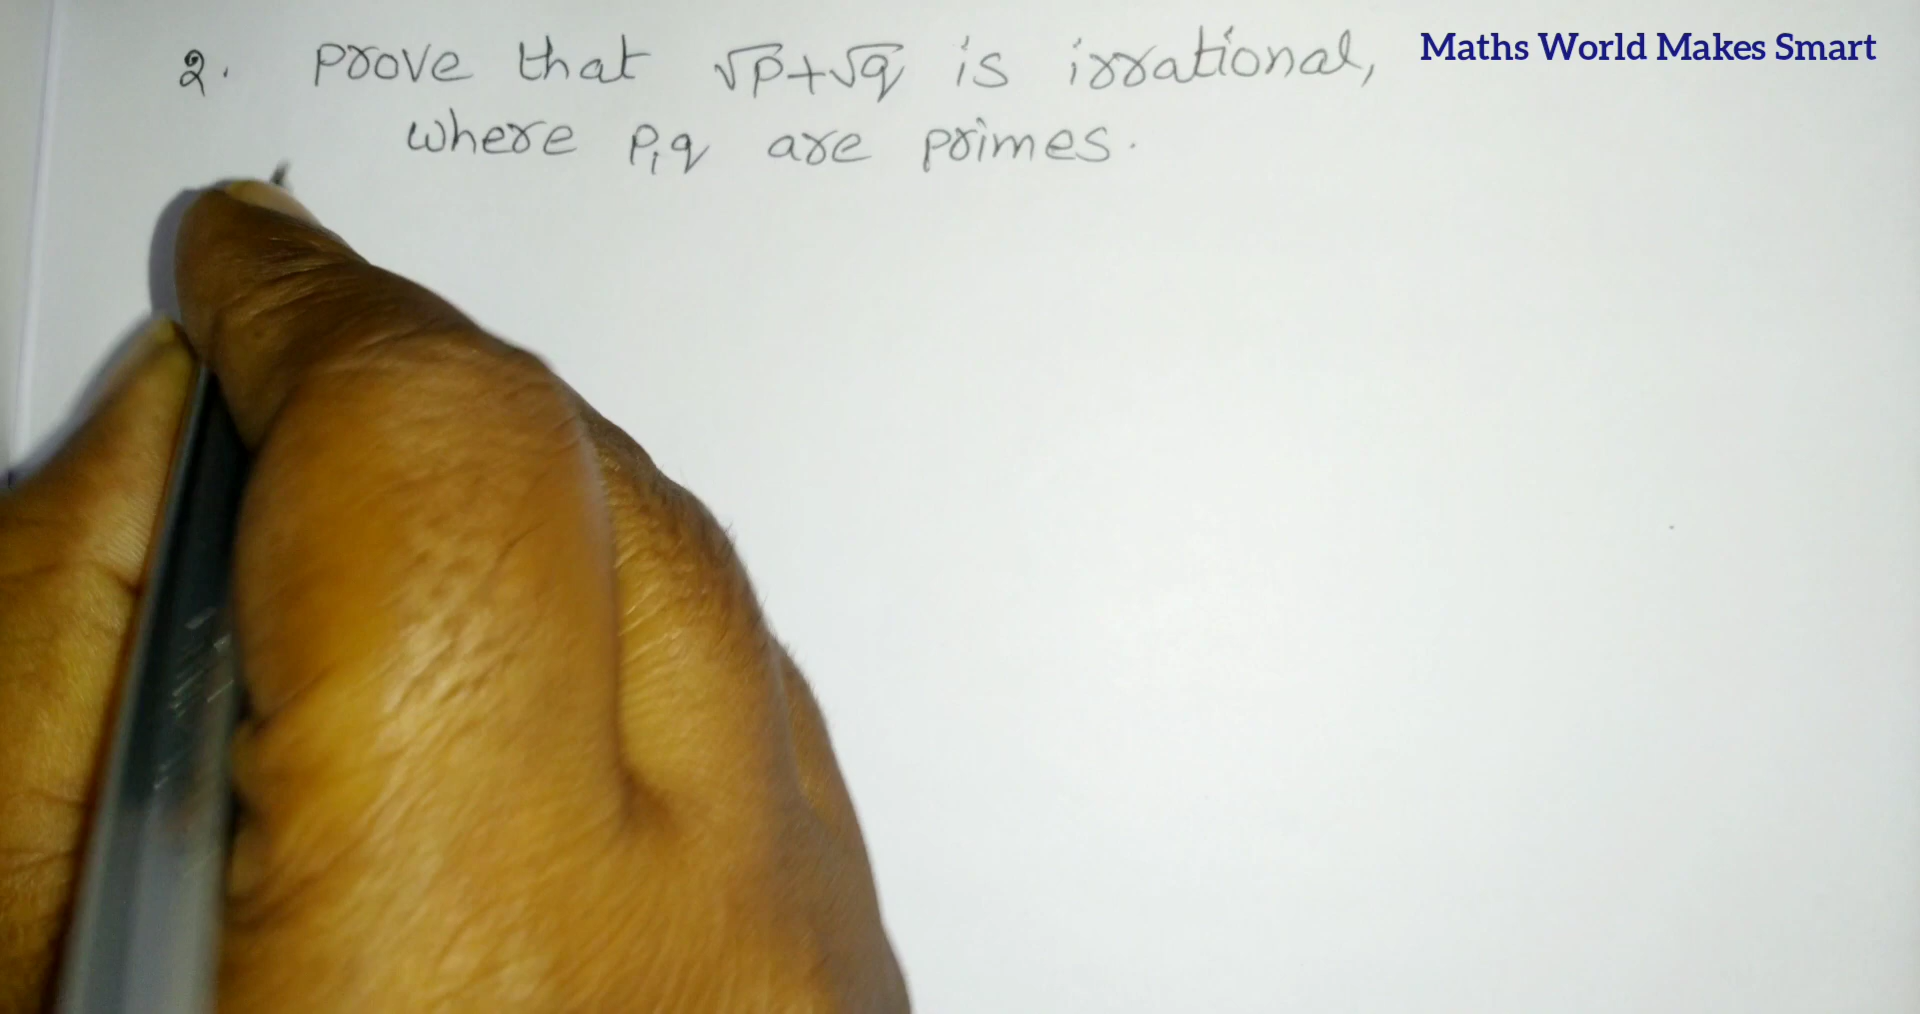 2. Prove that √p+√q is irrational, Maths World Makes Smart
where p,q are primes.